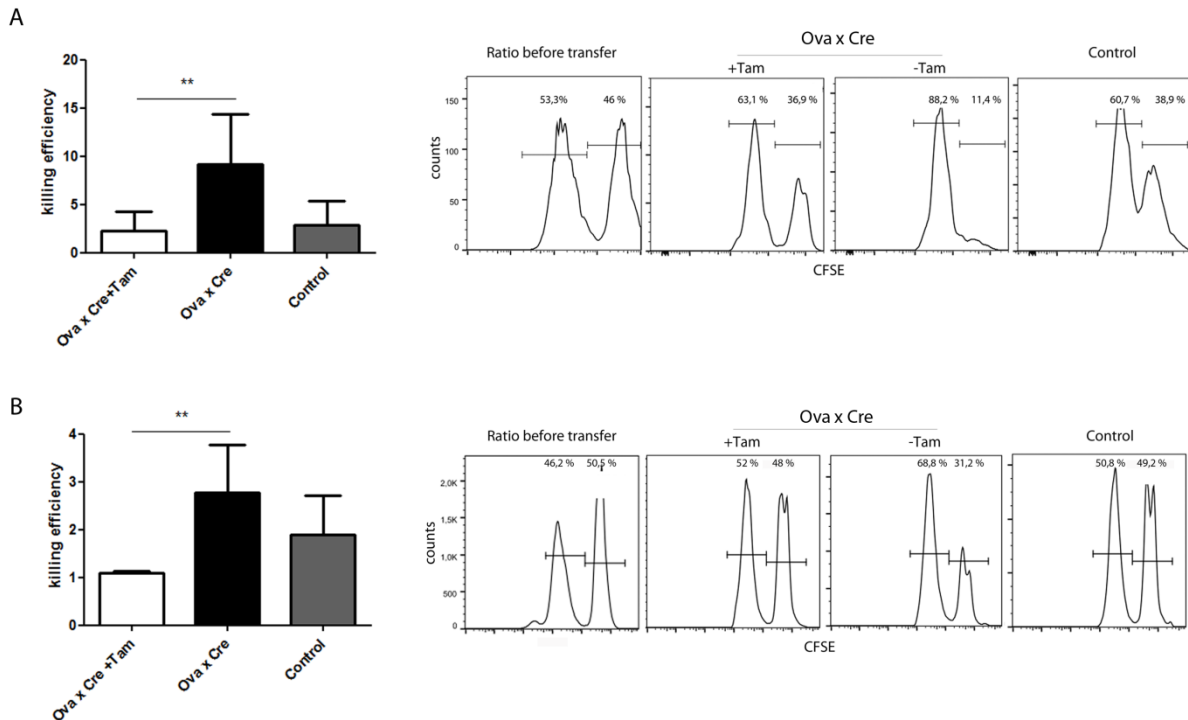 A
killing efficiency
20
15
10
5
0
**
Ova x Cre+Tam
Ova x Cre
Control
Ova x Cre
Ratio before transfer
+Tam
-Tam
Control
counts
150
100
50
0
53,3%
46 %
63,1 %
36,9 %
88,2 %
11,4 %
60,7 %
38,9 %
CFSE
B
killing efficiency
4
3
2
1
0
**
Ova x Cre +Tam
Ova x Cre
Control
Ova x Cre
Ratio before transfer
+Tam
-Tam
Control
counts
2,0K
1,5K
1,0K
500
0
46,2 %
50,5 %
52 %
48 %
68,8 %
31,2 %
50,8 %
49,2 %
CFSE